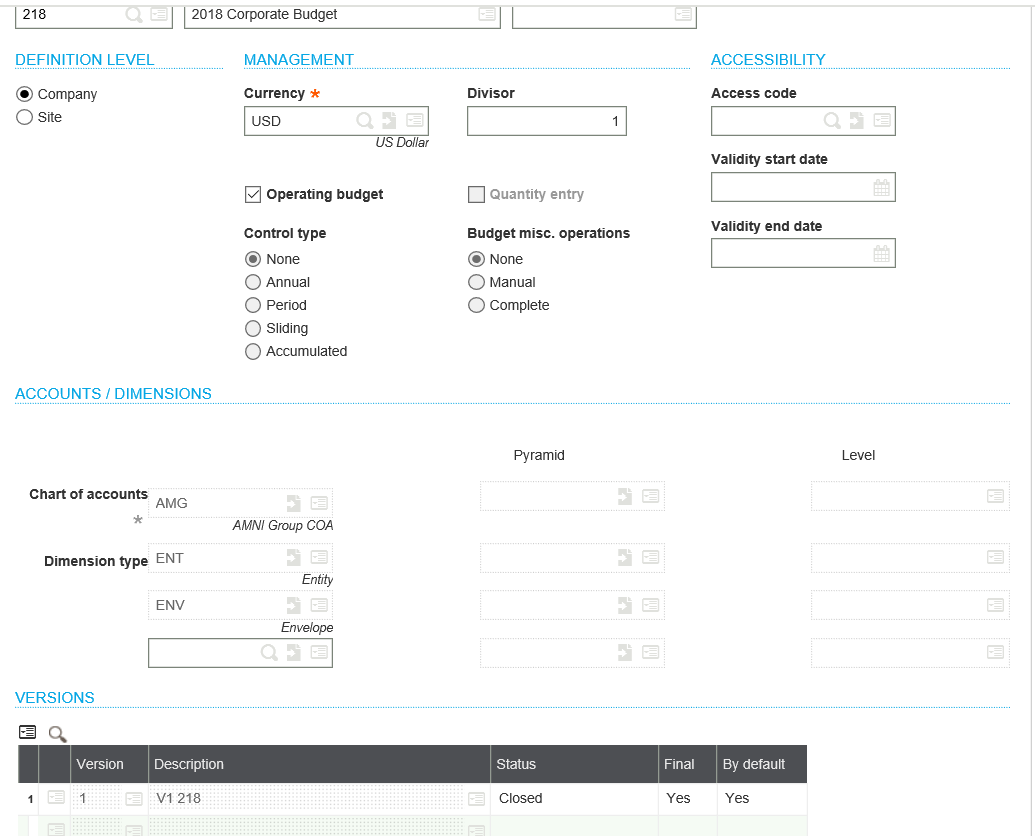 218 2018 Corporate Budget
DEFINITION LEVEL MANAGEMENT ACCESSIBILITY
Company Currency * Divisor Access code
Site USD 1
US Dollar
Validity start date
Operating budget Quantity entry
Validity end date
Control type Budget misc. operations
None None
Annual Manual
Period Complete
Sliding
Accumulated
ACCOUNTS / DIMENSIONS
Pyramid Level
Chart of accounts AMG
* AMNI Group COA
Dimension type ENT
Entity
ENV
Envelope
VERSIONS
Version Description Status Final By default
1 1 V1 218 Closed Yes Yes